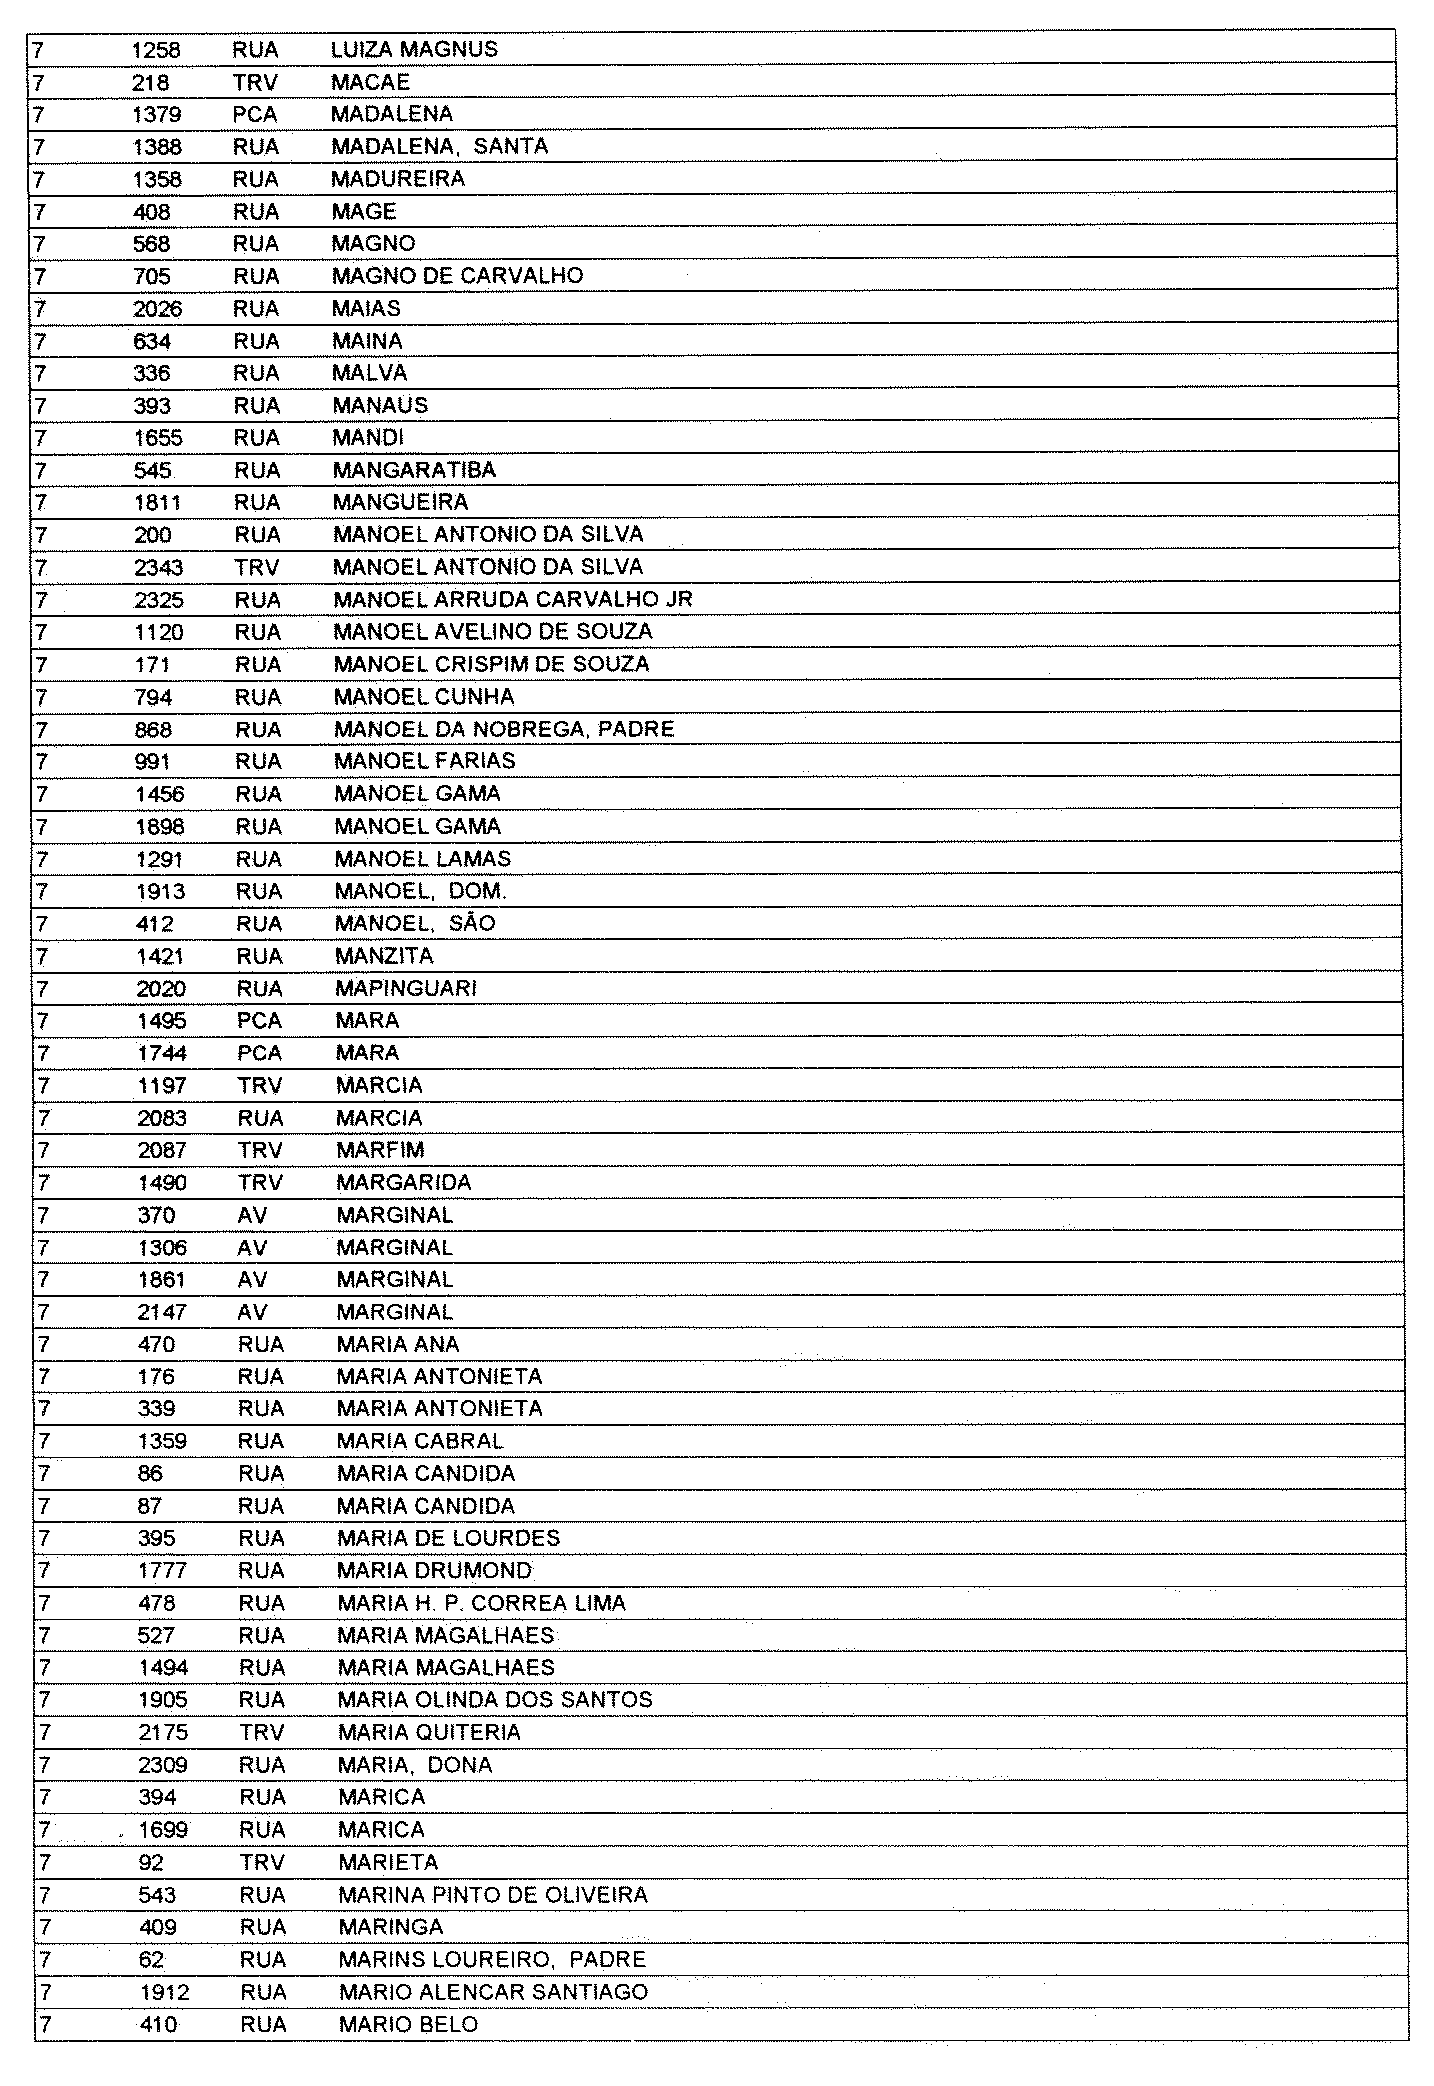 7 1258 RUA LUIZA MAGNUS
7 218 TRV MACAE
7 1379 PCA MADALENA
7 1388 RUA MADALENA, SANTA
7 1358 RUA MADUREIRA
7 408 RUA MAGE
7 568 RUA MAGNO
7 705 RUA MAGNO DE CARVALHO
7 2026 RUA MAIAS
7 634 RUA MAINA
7 336 RUA MALVA
7 393 RUA MANAUS
7 1655 RUA MANDI
7 545 RUA MANGARATIBA
7 1811 RUA MANGUEIRA
7 200 RUA MANOEL ANTONIO DA SILVA
7 2343 TRV MANOEL ANTONIO DA SILVA
7 2325 RUA MANOEL ARRUDA CARVALHO JR
7 1120 RUA MANOEL AVELINO DE SOUZA
7 171 RUA MANOEL CRISPIM DE SOUZA
7 794 RUA MANOEL CUNHA
7 868 RUA MANOEL DA NOBREGA, PADRE
7 991 RUA MANOEL FARIAS
7 1456 RUA MANOEL GAMA
7 1898 RUA MANOEL GAMA
7 1291 RUA MANOEL LAMAS
7 1913 RUA MANOEL, DOM.
7 412 RUA MANOEL, SÃO
7 1421 RUA MANZITA
7 2020 RUA MAPINGUARI
7 1495 PCA MARA
7 1744 PCA MARA
7 1197 TRV MARCIA
7 2083 RUA MARCIA
7 2087 TRV MARFIM
7 1490 TRV MARGARIDA
7 370 AV MARGINAL
7 1306 AV MARGINAL
7 1861 AV MARGINAL
7 2147 AV MARGINAL
7 470 RUA MARIA ANA
7 176 RUA MARIA ANTONIETA
7 339 RUA MARIA ANTONIETA
7 1359 RUA MARIA CABRAL
7 86 RUA MARIA CANDIDA
7 87 RUA MARIA CANDIDA
7 395 RUA MARIA DE LOURDES
7 1777 RUA MARIA DRUMOND
7 478 RUA MARIA H. P. CORREA LIMA
7 527 RUA MARIA MAGALHAES
7 1494 RUA MARIA MAGALHAES
7 1905 RUA MARIA OLINDA DOS SANTOS
7 2175 TRV MARIA QUITERIA
7 2309 RUA MARIA, DONA
7 394 RUA MARICA
7 1699 RUA MARICA
7 92 TRV MARIETA
7 543 RUA MARINA PINTO DE OLIVEIRA
7 409 RUA MARINGA
7 62 RUA MARINS LOUREIRO, PADRE
7 1912 RUA MARIO ALENCAR SANTIAGO
7 410 RUA MARIO BELO